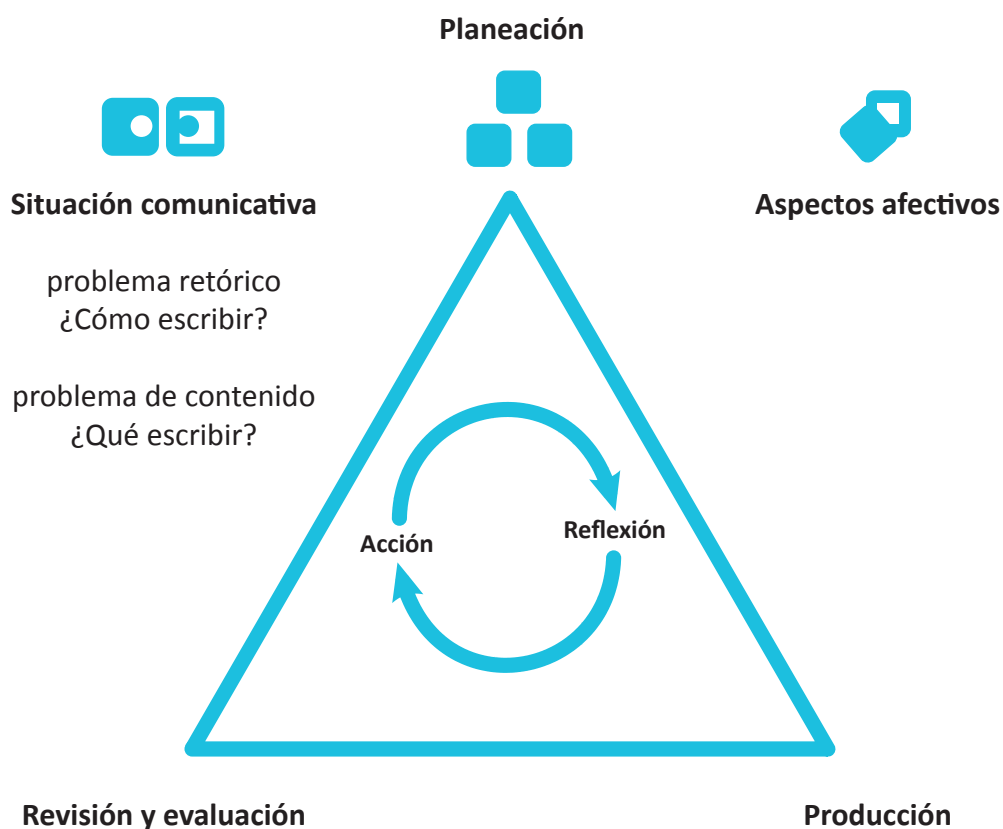 Planeación
Situación comunicativa
Aspectos afectivos
problema retórico
¿Cómo escribir?
problema de contenido
¿Qué escribir?
Acción
Reflexión
Revisión y evaluación
Producción